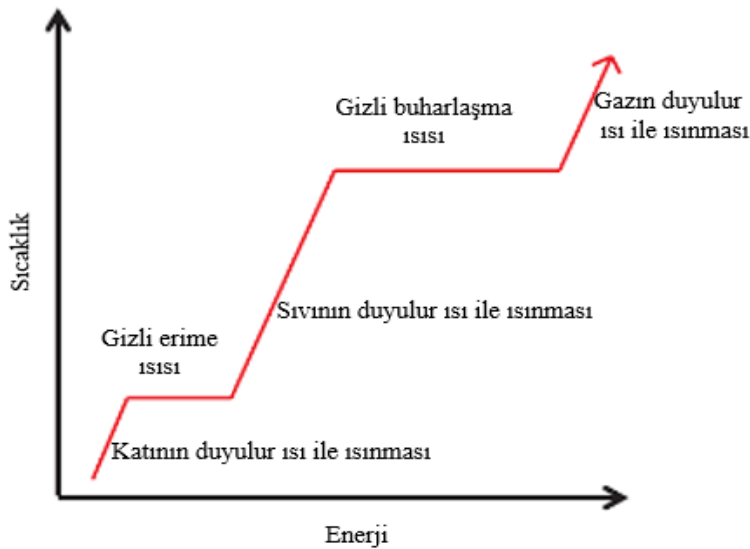 Gizli buharlaşma
ısısı
Gazın duyulur
ısı ile ısınması
Sıcaklık
Sıvının duyulur ısı ile ısınması
Gizli erime
ısısı
Katının duyulur ısı ile ısınması
Enerji